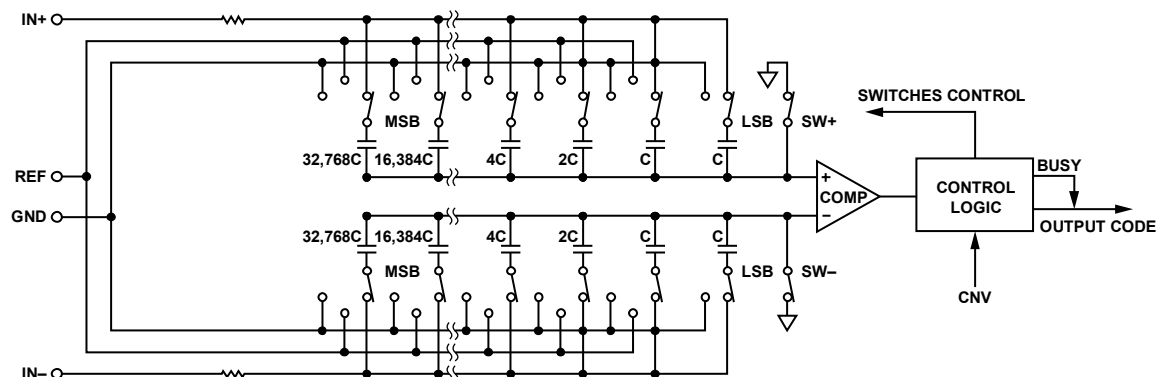 IN+
SWITCHES CONTROL
MSB
LSB
SW+
32,768C 16,384C 4C 2C C C
BUSY
REF
+
COMP
CONTROL
LOGIC
GND
–
OUTPUT CODE
32,768C 16,384C 4C 2C C C
MSB
LSB
SW–
CNV
IN–